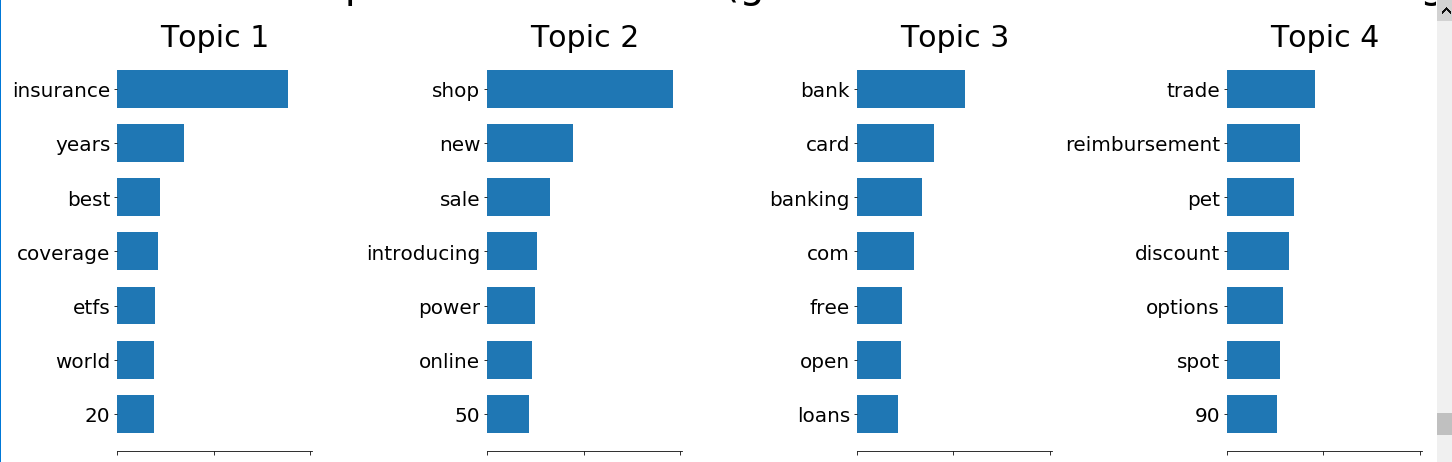 Topic 1
insurance
years
best
coverage
etfs
world
20
Topic 2
shop
new
sale
introducing
power
online
50
Topic 3
bank
card
banking
com
free
open
loans
Topic 4
trade
reimbursement
pet
discount
options
spot
90